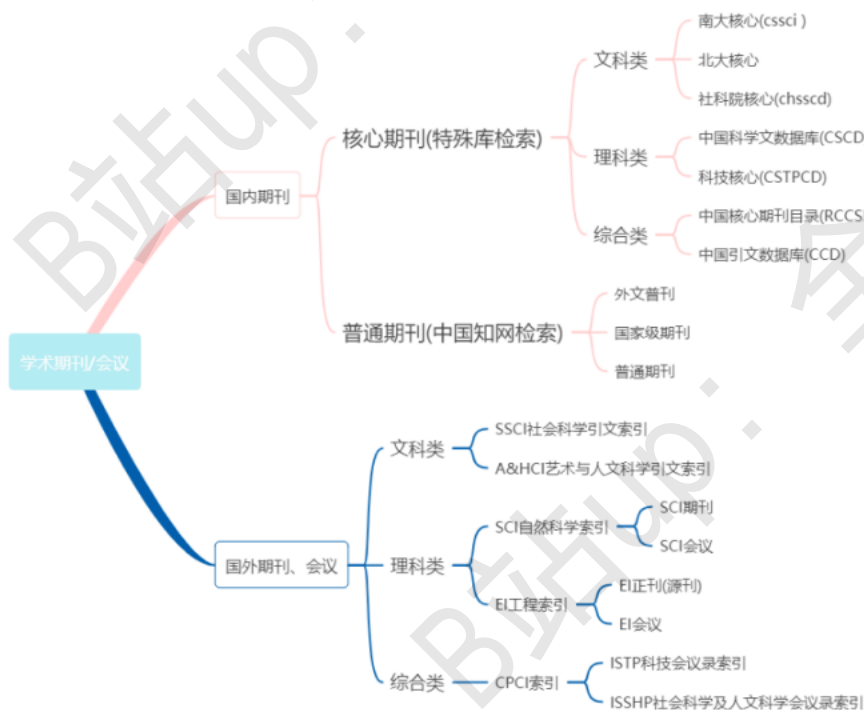 学术期刊/会议
国内期刊
核心期刊(特殊库检索)
文科类
南大核心(cssci )
北大核心
社科院核心(chsscd)
理科类
中国科学文数据库(CSCD
科技核心(CSTPCD)
综合类
中国核心期刊目录(RCCS
中国引文数据库(CCD)
普通期刊(中国知网检索)
外文普刊
国家级期刊
普通期刊
国外期刊、会议
文科类
SSCI社会科学引文索引
A&HCI艺术与人文科学引文索引
理科类
SCI自然科学索引
SCI期刊
SCI会议
EI工程索引
EI正刊(源刊)
EI会议
综合类
CPCI索引
ISTP科技会议录索引
ISSHP社会科学及人文科学会议录索引
B站up:
B站up:
全